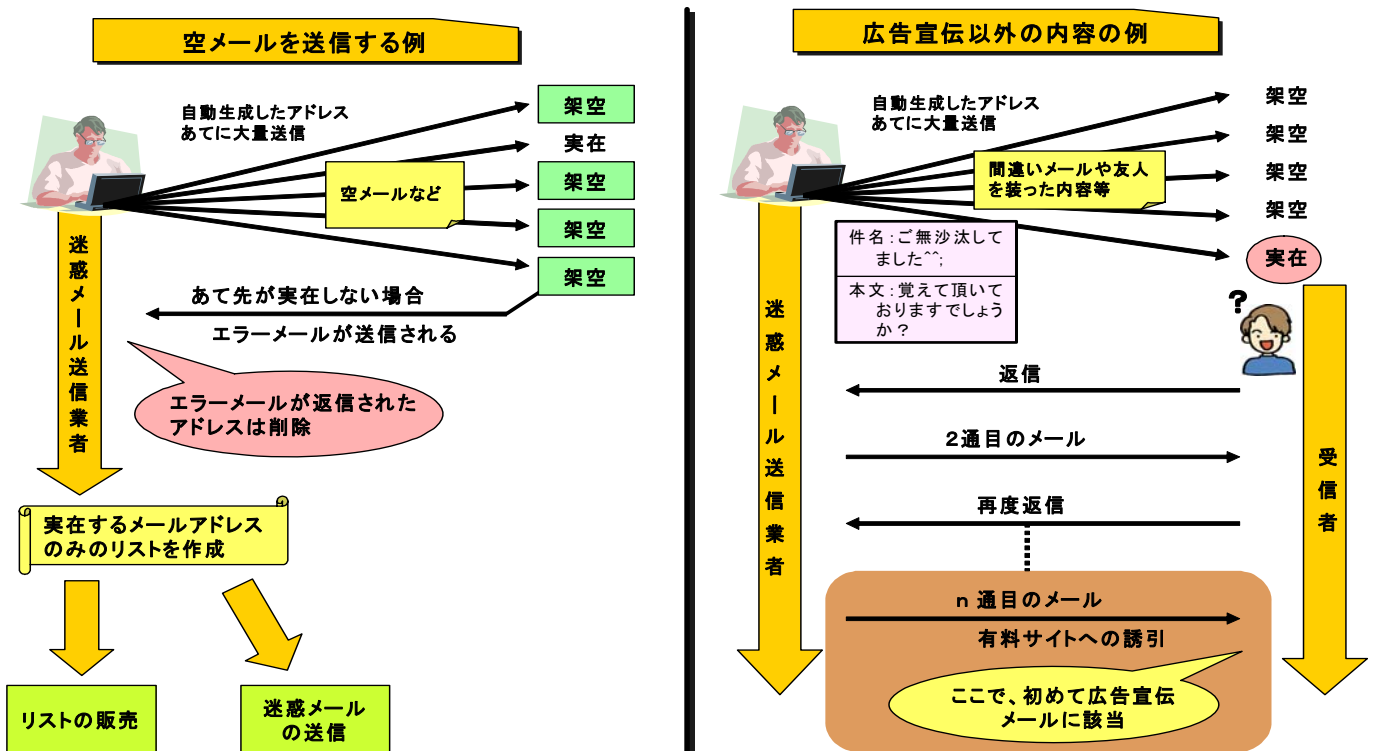 空メールを送信する例
自動生成したアドレス
あてに大量送信
架空
実在
架空
架空
架空
空メールなど
あて先が実在しない場合
エラーメールが送信される
エラーメールが返信された
アドレスは削除
迷惑メール送信業者
実在するメールアドレス
のみのリストを作成
リストの販売
迷惑メール
の送信
広告宣伝以外の内容の例
自動生成したアドレス
あてに大量送信
架空
架空
架空
架空
実在
間違いメールや友人
を装った内容等
件名:ご無沙汰して
ました^^;
本文:覚えて頂いて
おりますでしょう
か?
?
迷惑メール送信業者
返信
2通目のメール
再度返信
n 通目のメール
有料サイトへの誘引
ここで、初めて広告宣伝
メールに該当
受信者